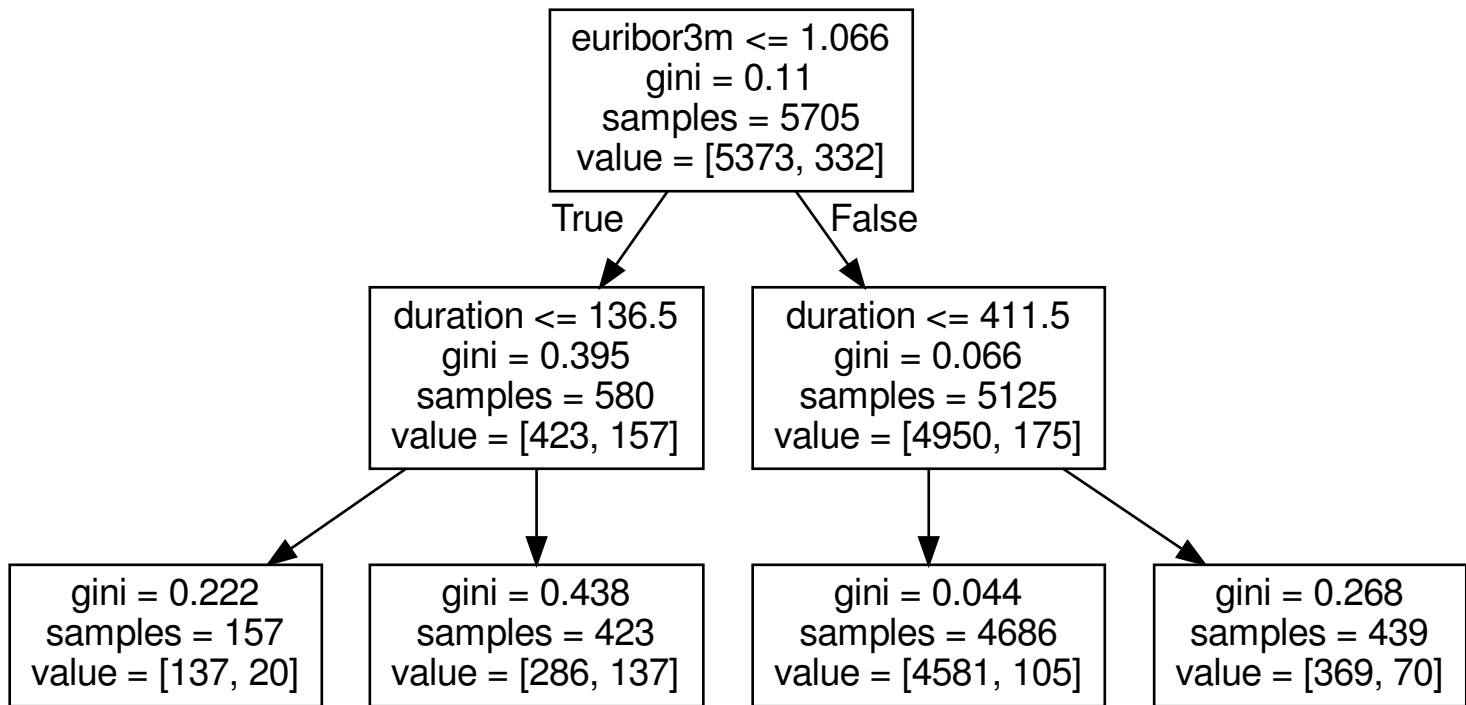 euribor3m <= 1.066
gini = 0.11
samples = 5705
value = [5373, 332]
True
False
duration <= 136.5
gini = 0.395
samples = 580
value = [423, 157]
duration <= 411.5
gini = 0.066
samples = 5125
value = [4950, 175]
gini = 0.222
samples = 157
value = [137, 20]
gini = 0.438
samples = 423
value = [286, 137]
gini = 0.044
samples = 4686
value = [4581, 105]
gini = 0.268
samples = 439
value = [369, 70]